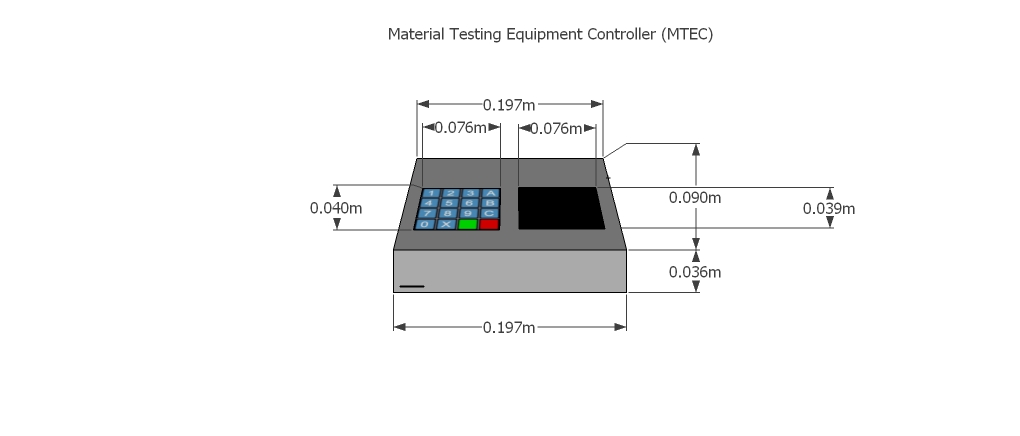 Material Testing Equipment Controller (MTEC)
0.197m
0.076m 0.076m
0.090m
0.040m
0.039m
1 2 3 A
4 5 6 B
7 8 9 C
0 X
0.036m
0.197m